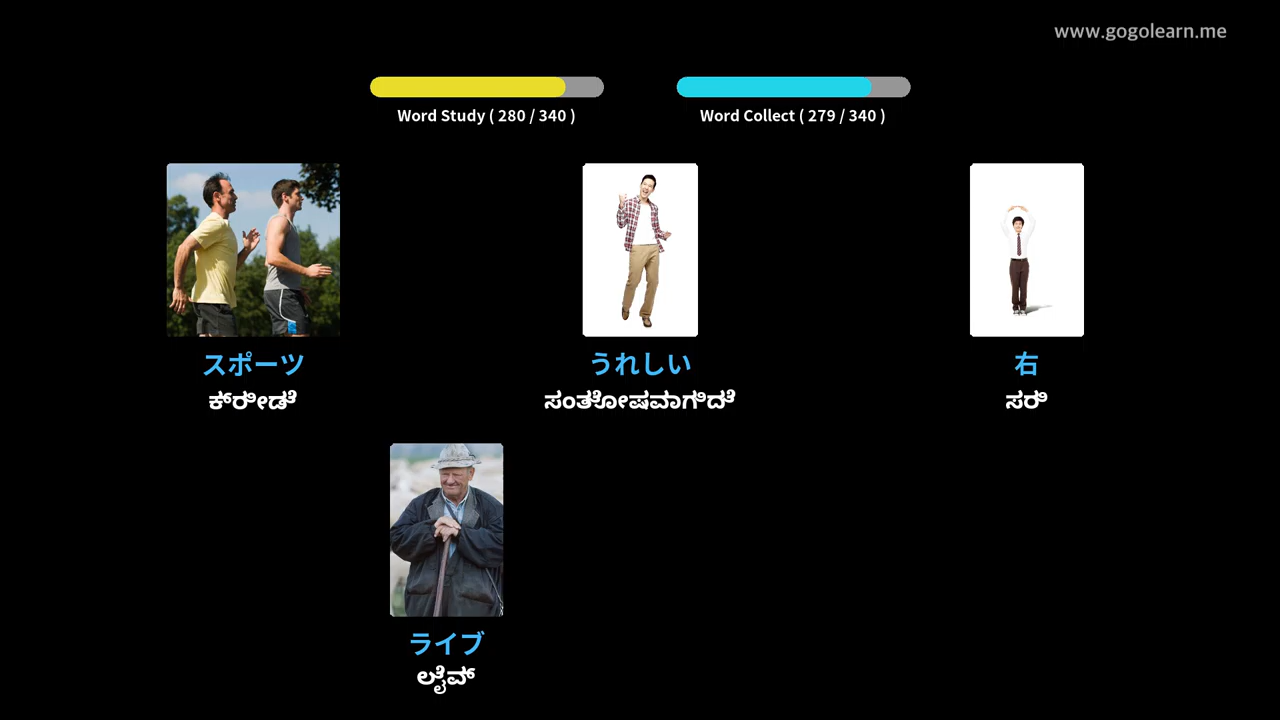 www.gogolearn.me
Word Study ( 280 / 340 )
Word Collect ( 279 / 340 )
スポーツ
ಕ್ರೀಡೆ
うれしい
ಸಂತೋಷವಾಗಿದೆ
右
ಸರಿ
ライブ
ಲೈವ್